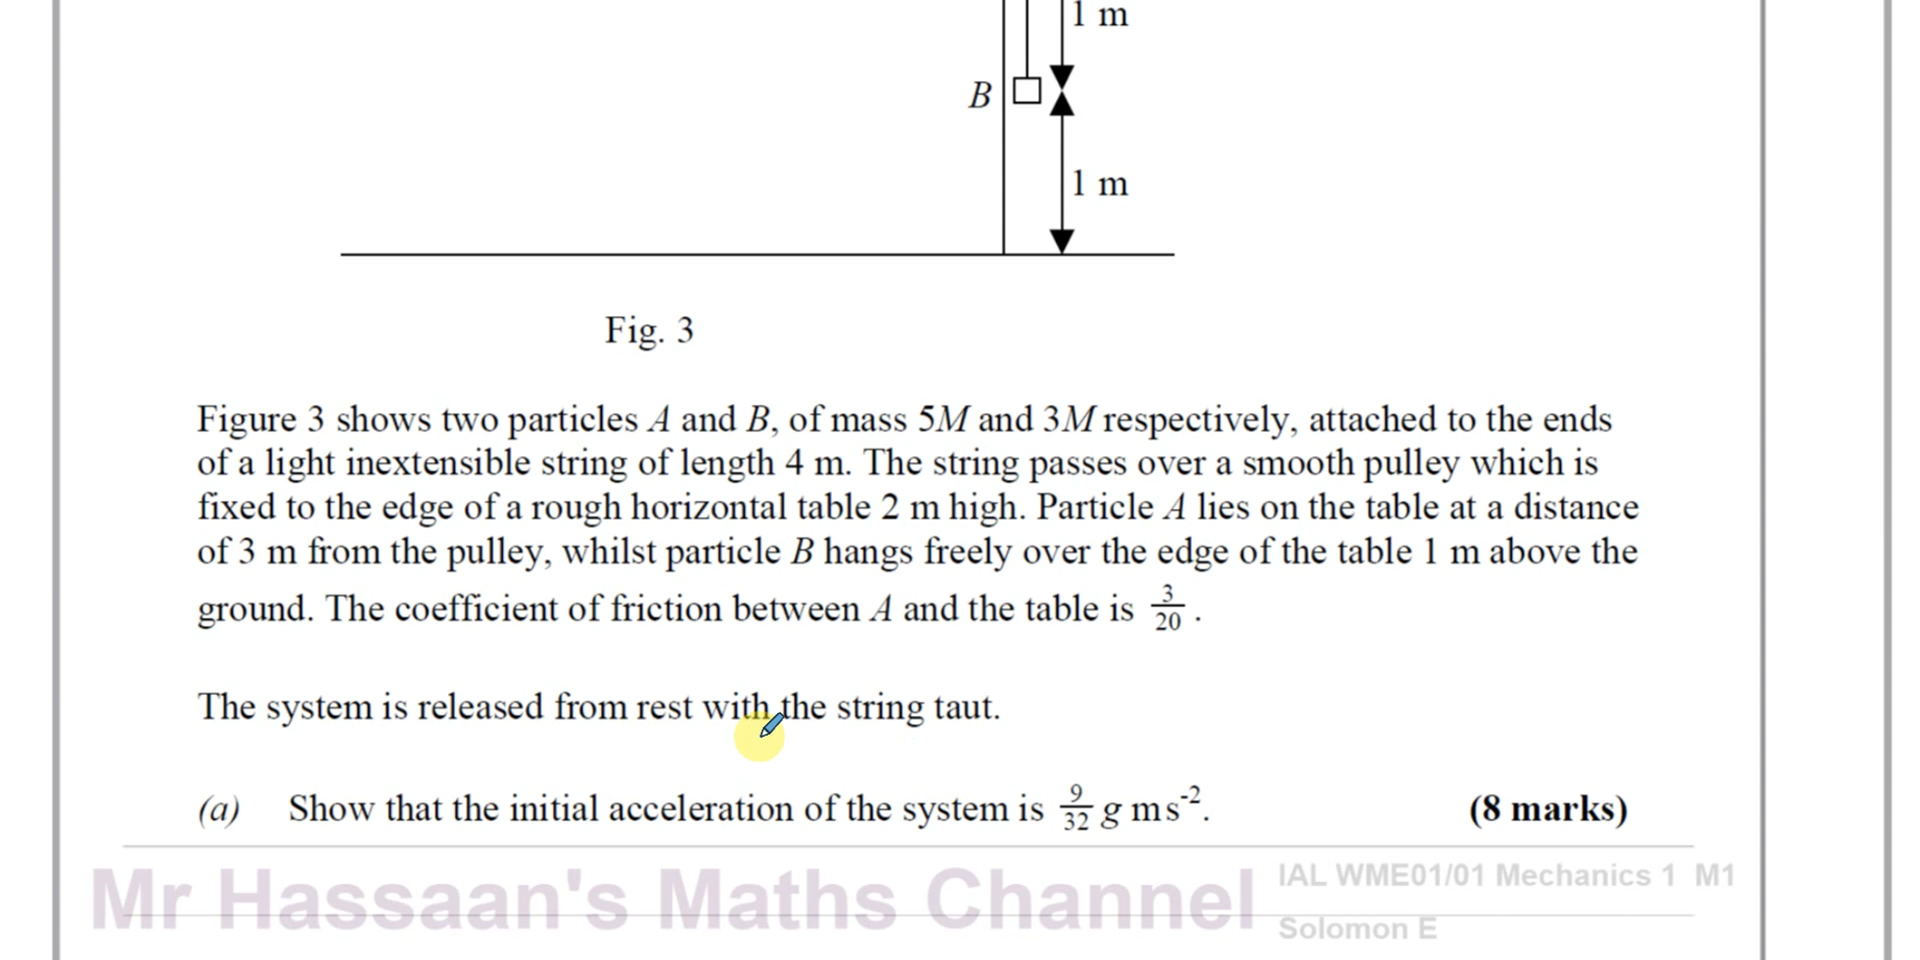 1 m
B
1 m
Fig. 3
Figure 3 shows two particles A and B, of mass 5M and 3M respectively, attached to the ends
of a light inextensible string of length 4 m. The string passes over a smooth pulley which is
fixed to the edge of a rough horizontal table 2 m high. Particle A lies on the table at a distance
of 3 m from the pulley, whilst particle B hangs freely over the edge of the table 1 m above the
ground. The coefficient of friction between A and the table is 3/20 .
The system is released from rest with the string taut.
(a) Show that the initial acceleration of the system is 9/32 g ms⁻². (8 marks)
Mr Hassaan's Maths Channel
IAL WME01/01 Mechanics 1 M1
Solomon E